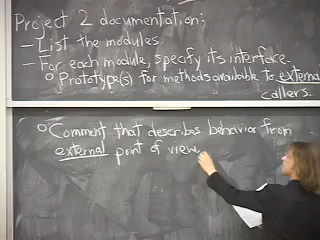 Project 2 documentation:
– List the modules.
– For each module, specify its interface.
o Prototype(s) for methods available to external
callers.
o Comment that describes behavior from
external point of view